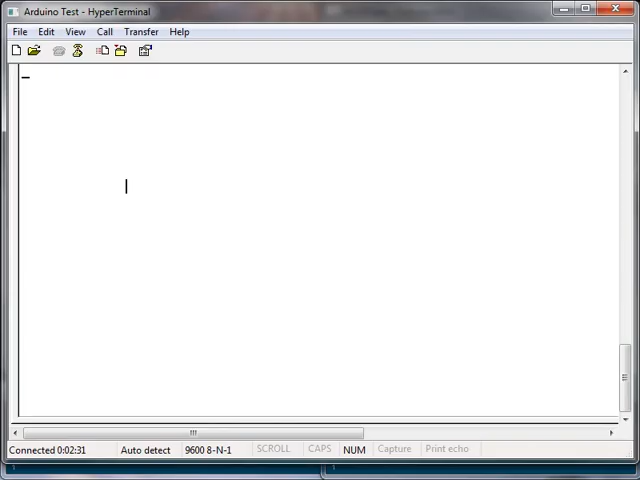 Arduino Test - HyperTerminal
File Edit View Call Transfer Help
Connected 0:02:31 Auto detect 9600 8-N-1 SCROLL CAPS NUM Capture Print echo